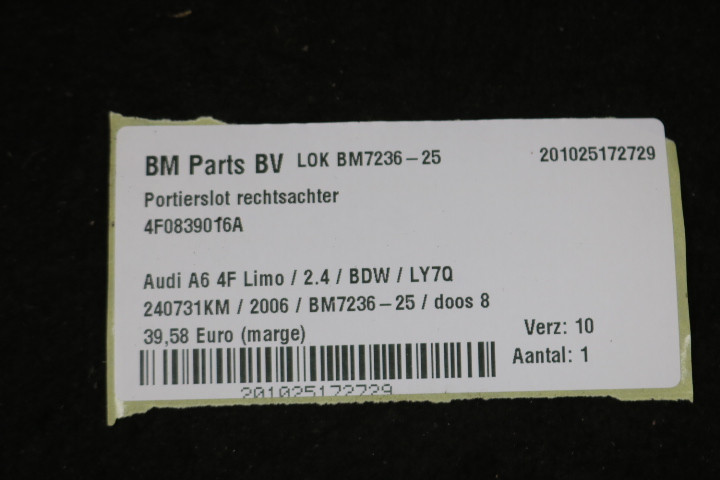 BM Parts BV LOK BM7236-25 201025172729
Portierslot rechtsachter
4F0839016A
Audi A6 4F Limo / 2.4 / BDW / LY7Q
240731KM / 2006 / BM7236-25 / doos 8
39,58 Euro (marge) Verz: 10
Aantal: 1
201025172729